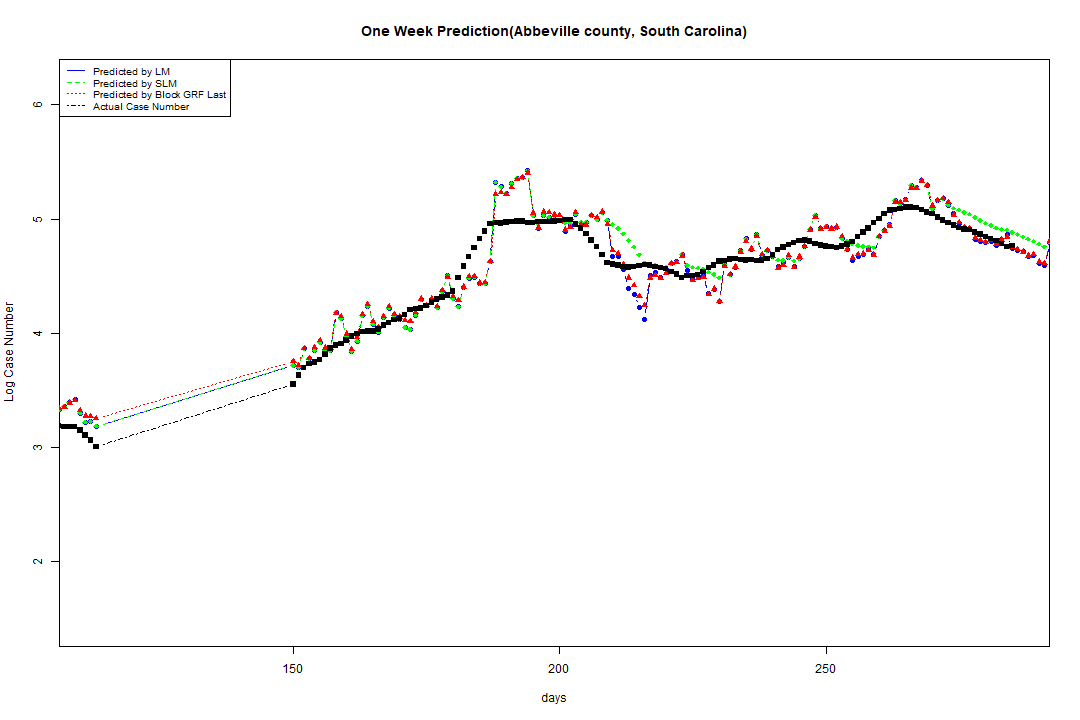 One Week Prediction(Abbeville county, South Carolina)
Predicted by LM
Predicted by SLM
Predicted by Block GRF Last
Actual Case Number
6
5
4
3
2
Log Case Number
150
200
250
days